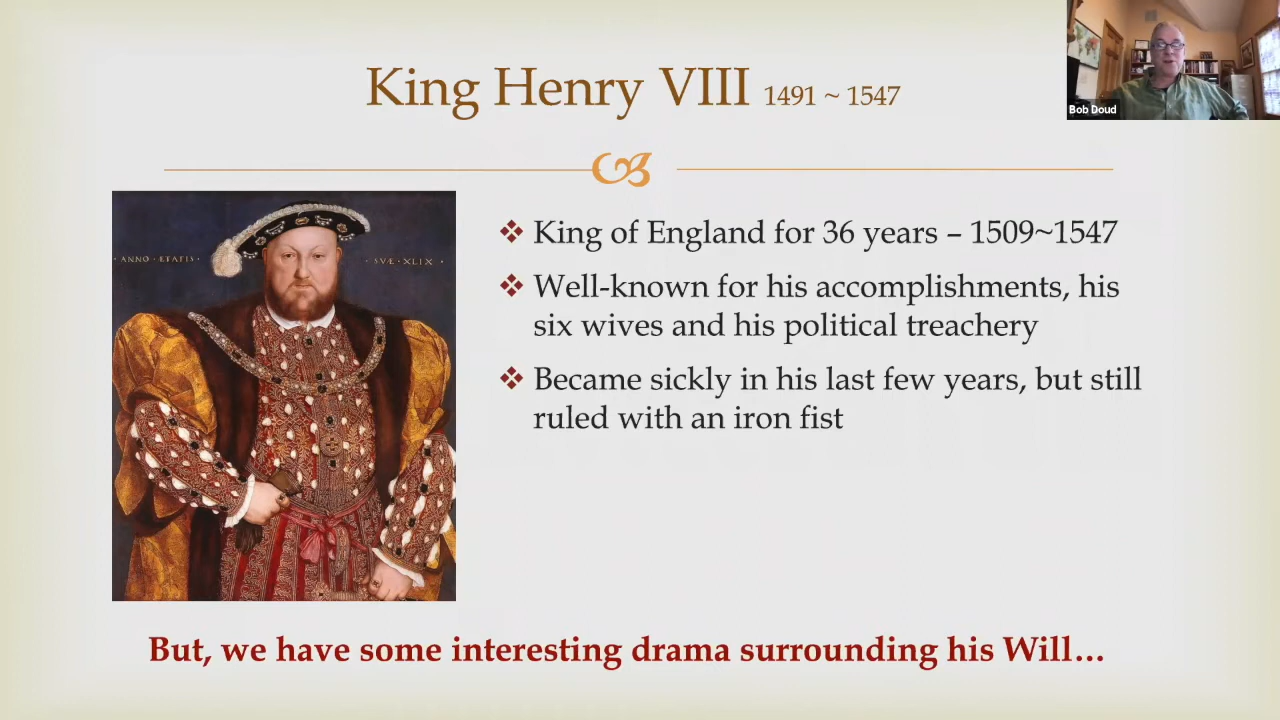 King Henry VIII 1491 ~ 1547
Bob Doud
· ANNO · ETATIS ·
· SVÆ · XLIX ·
❖ King of England for 36 years – 1509~1547
❖ Well-known for his accomplishments, his
six wives and his political treachery
❖ Became sickly in his last few years, but still
ruled with an iron fist
But, we have some interesting drama surrounding his Will…